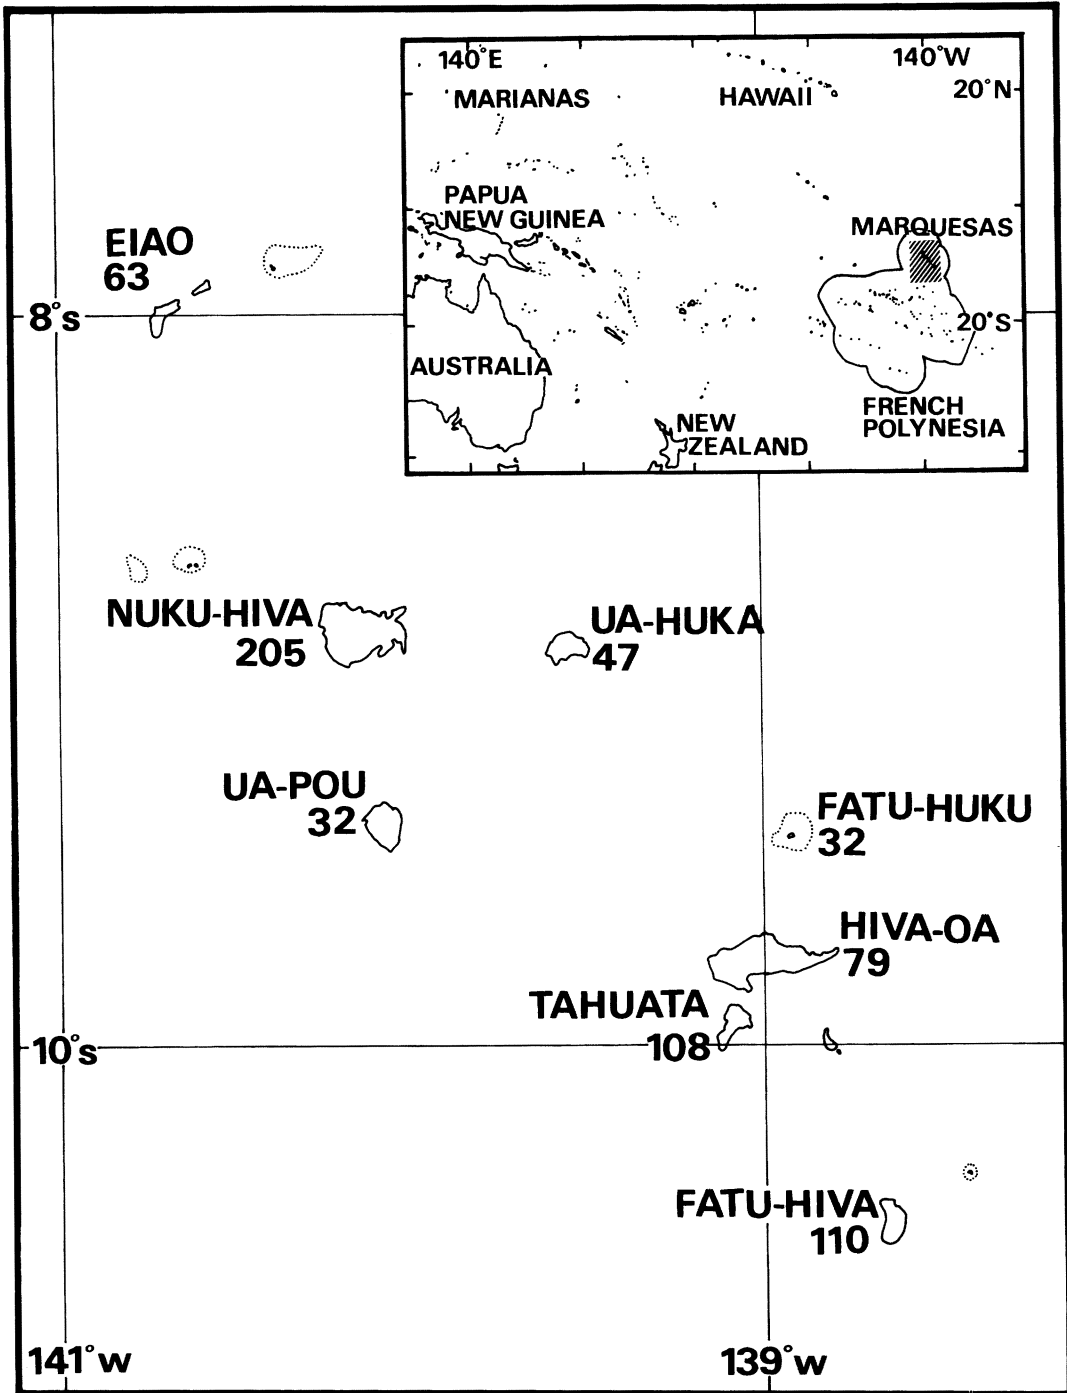 140°E
140°W
20°N
MARIANAS
HAWAII
PAPUA
NEW GUINEA
MARQUESAS
20°S
AUSTRALIA
FRENCH
POLYNESIA
NEW
ZEALAND
EIAO
63
8°s
NUKU-HIVA
205
UA-HUKA
47
UA-POU
32
FATU-HUKU
32
HIVA-OA
79
TAHUATA
108
10°s
FATU-HIVA
110
141°w
139°w